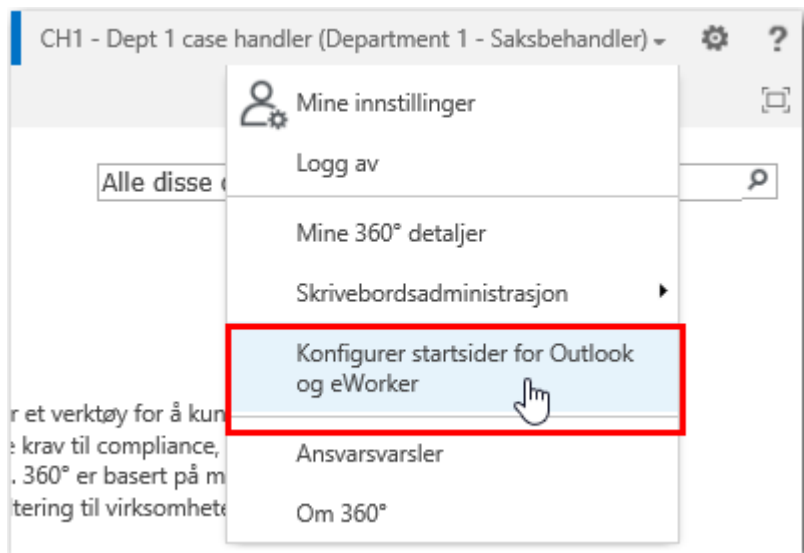 CH1 - Dept 1 case handler (Department 1 - Saksbehandler)
?
Mine innstillinger
Logg av
Alle disse
Mine 360° detaljer
Skrivebordsadministrasjon
Konfigurer startsider for Outlook
og eWorker
r et verktøy for å kun
krav til compliance,
Ansvarsvarsler
. 360° er basert på m
tering til virksomhete
Om 360°